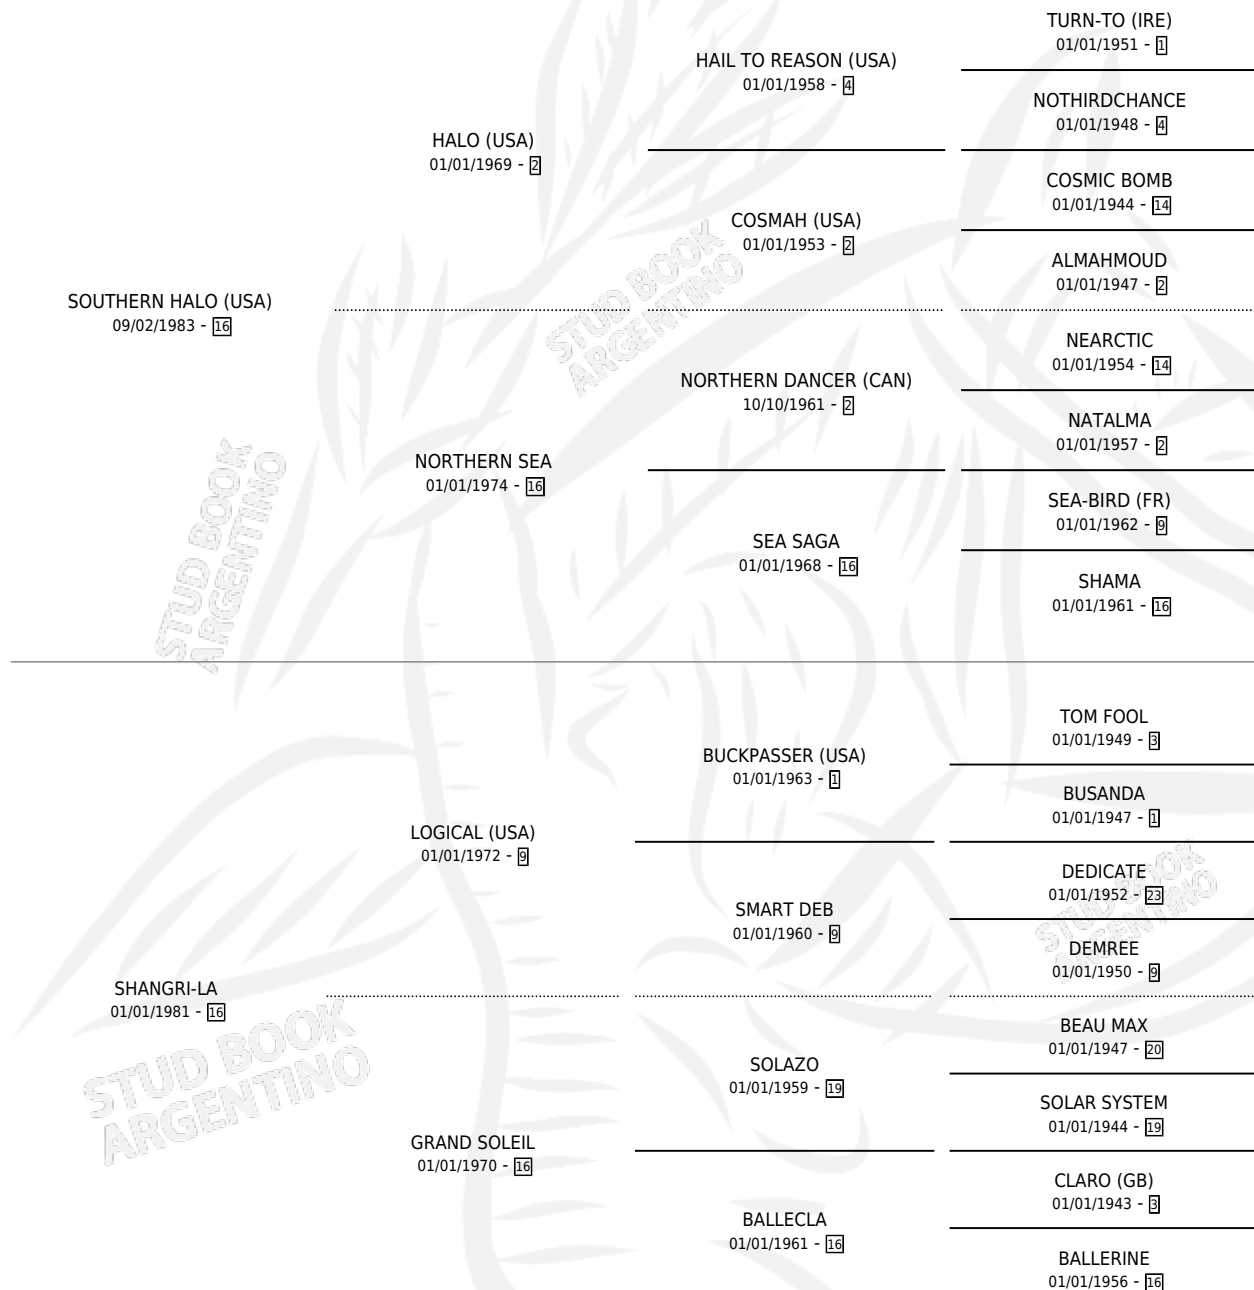 TURN-TO (IRE)
01/01/1951 - 1
HAIL TO REASON (USA)
01/01/1958 - 4
NOTHIRDCHANCE
01/01/1948 - 4
HALO (USA)
01/01/1969 - 2
COSMIC BOMB
01/01/1944 - 14
COSMAH (USA)
01/01/1953 - 2
ALMAHMOUD
01/01/1947 - 2
SOUTHERN HALO (USA)
09/02/1983 - 16
STUD BOOK
ARGENTINO
NEARCTIC
01/01/1954 - 14
NORTHERN DANCER (CAN)
10/10/1961 - 2
NATALMA
01/01/1957 - 2
NORTHERN SEA
01/01/1974 - 16
SEA-BIRD (FR)
01/01/1962 - 9
SEA SAGA
01/01/1968 - 16
SHAMA
01/01/1961 - 16
STUD BOOK
ARGENTINO
TOM FOOL
01/01/1949 - 3
BUCKPASSER (USA)
01/01/1963 - 1
BUSANDA
01/01/1947 - 1
LOGICAL (USA)
01/01/1972 - 9
DEDICATE
01/01/1952 - 23
SMART DEB
01/01/1960 - 9
STUD BOOK
ARGENTINO
DEMREE
01/01/1950 - 9
SHANGRI-LA
01/01/1981 - 16
BEAU MAX
01/01/1947 - 20
SOLAZO
01/01/1959 - 19
STUD BOOK
ARGENTINO
SOLAR SYSTEM
01/01/1944 - 19
GRAND SOLEIL
01/01/1970 - 16
CLARO (GB)
01/01/1943 - 3
BALLECLA
01/01/1961 - 16
BALLERINE
01/01/1956 - 16